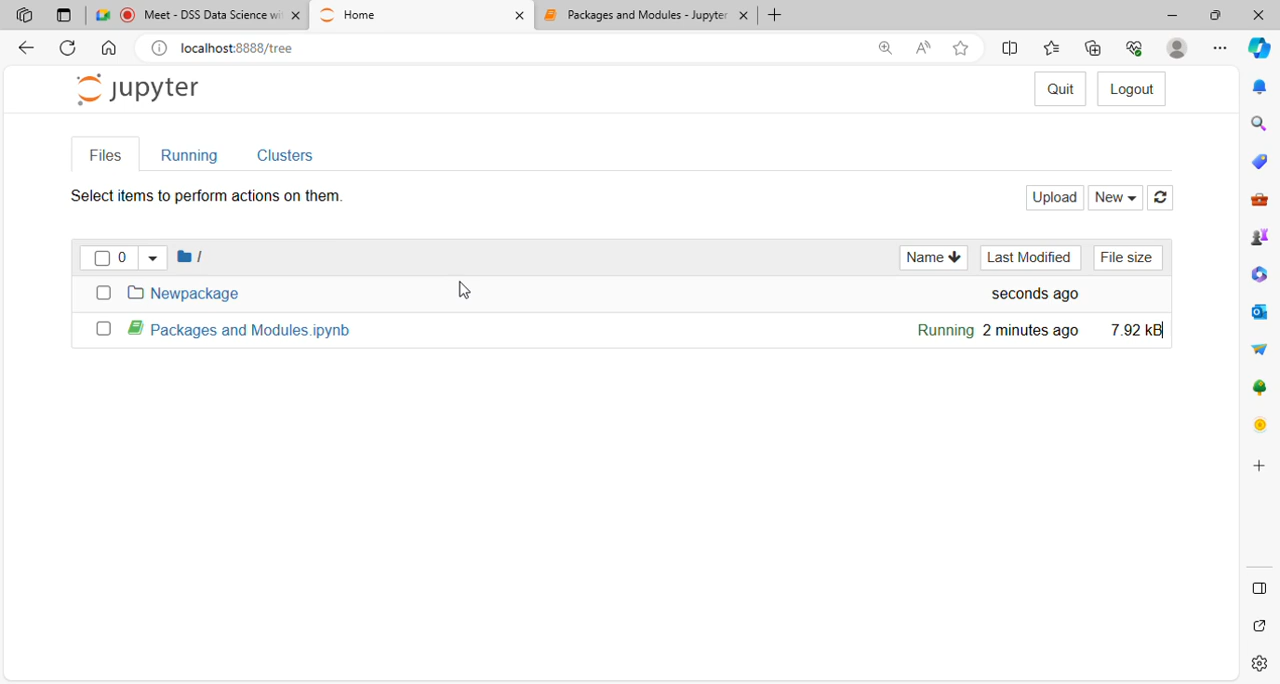 Meet - DSS Data Science wi
Home
Packages and Modules - Jupyter
localhost:8888/tree
jupyter
Quit
Logout
Files
Running
Clusters
Select items to perform actions on them.
Upload
New
0
/
Name
Last Modified
File size
Newpackage
seconds ago
Packages and Modules.ipynb
Running 2 minutes ago
7.92 kB